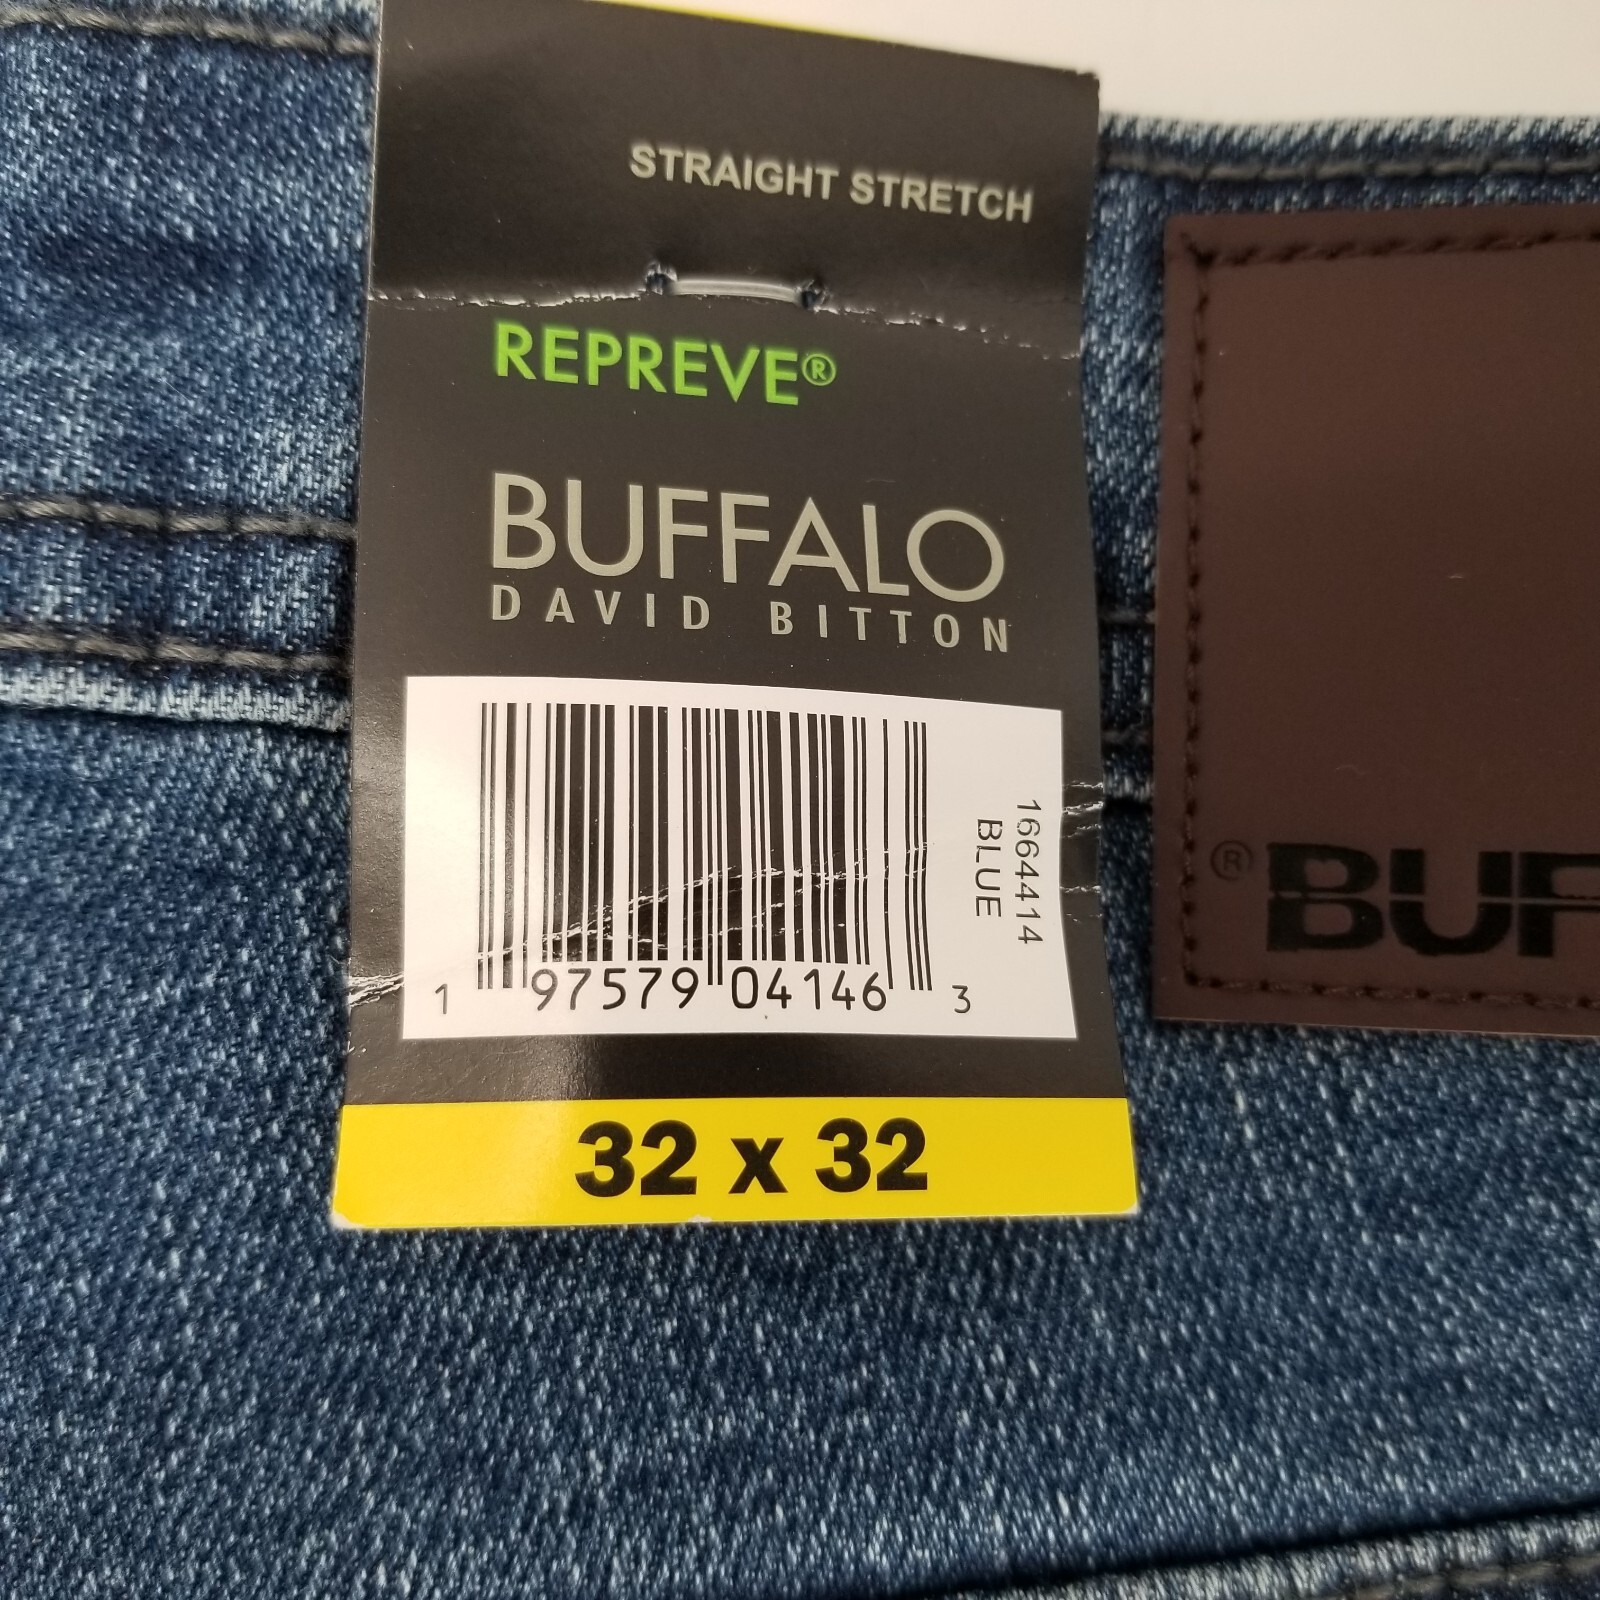 STRAIGHT STRETCH
REPREVE®
BUFFALO
DAVID BITTON
1664414
BLUE
1 97579 04146 3
32 x 32
® BUF